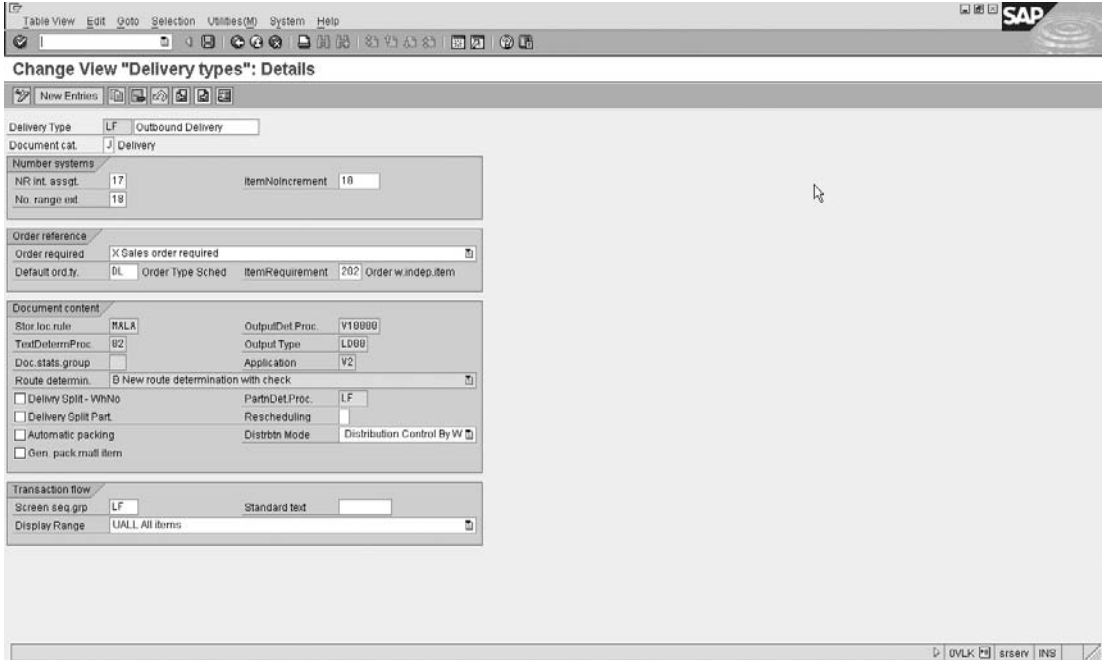 Table View Edit Goto Selection Utilities(M) System Help
SAP
Change View "Delivery types": Details
New Entries
Delivery Type LF Outbound Delivery
Document cat. J Delivery
Number systems
NR int. assgt. 17 ItemNoIncrement 10
No. range ext. 18
Order reference
Order required X Sales order required
Default ord.ty. DL Order Type Sched ItemRequirement 202 Order w.indep.item
Document content
Stor.loc.rule MALA OutputDet.Proc. V10000
TextDetermProc. 02 Output Type LD00
Doc.stats.group Application V2
Route determin. B New route determination with check
Delivry Split - WhNo PartnDet.Proc. LF
Delivery Split Part. Rescheduling
Automatic packing Distrbtn Mode Distribution Control By W
Gen. pack.matl item
Transaction flow
Screen seq.grp LF Standard text
Display Range UALL All items
0VLK srserv INS